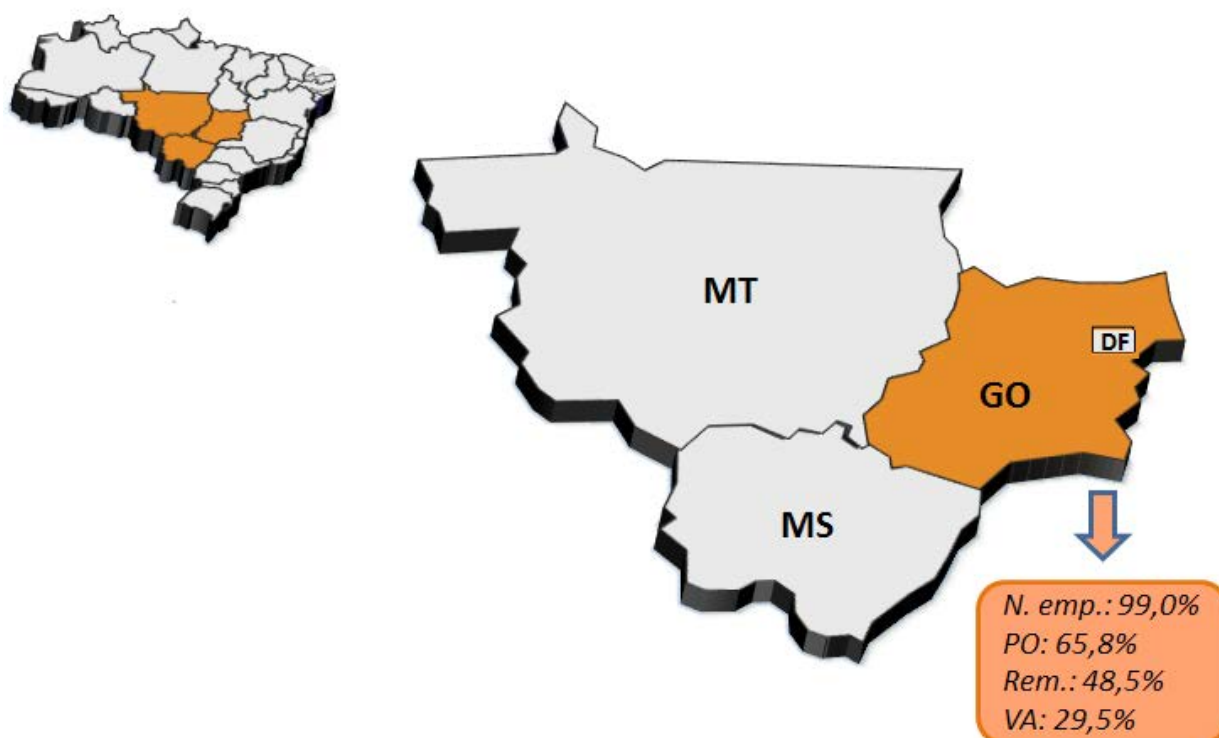 MT
DF
GO
MS
N. emp.: 99,0%
PO: 65,8%
Rem.: 48,5%
VA: 29,5%